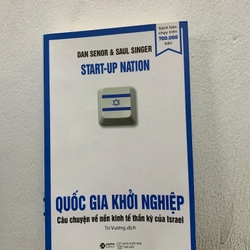 Sách bán chạy trên
700.000
bản
DAN SENOR & SAUL SINGER
START-UP NATION
QUỐC GIA KHỞI NGHIỆP
Câu chuyện về nền kinh tế thần kỳ của Israel
Trí Vương dịch